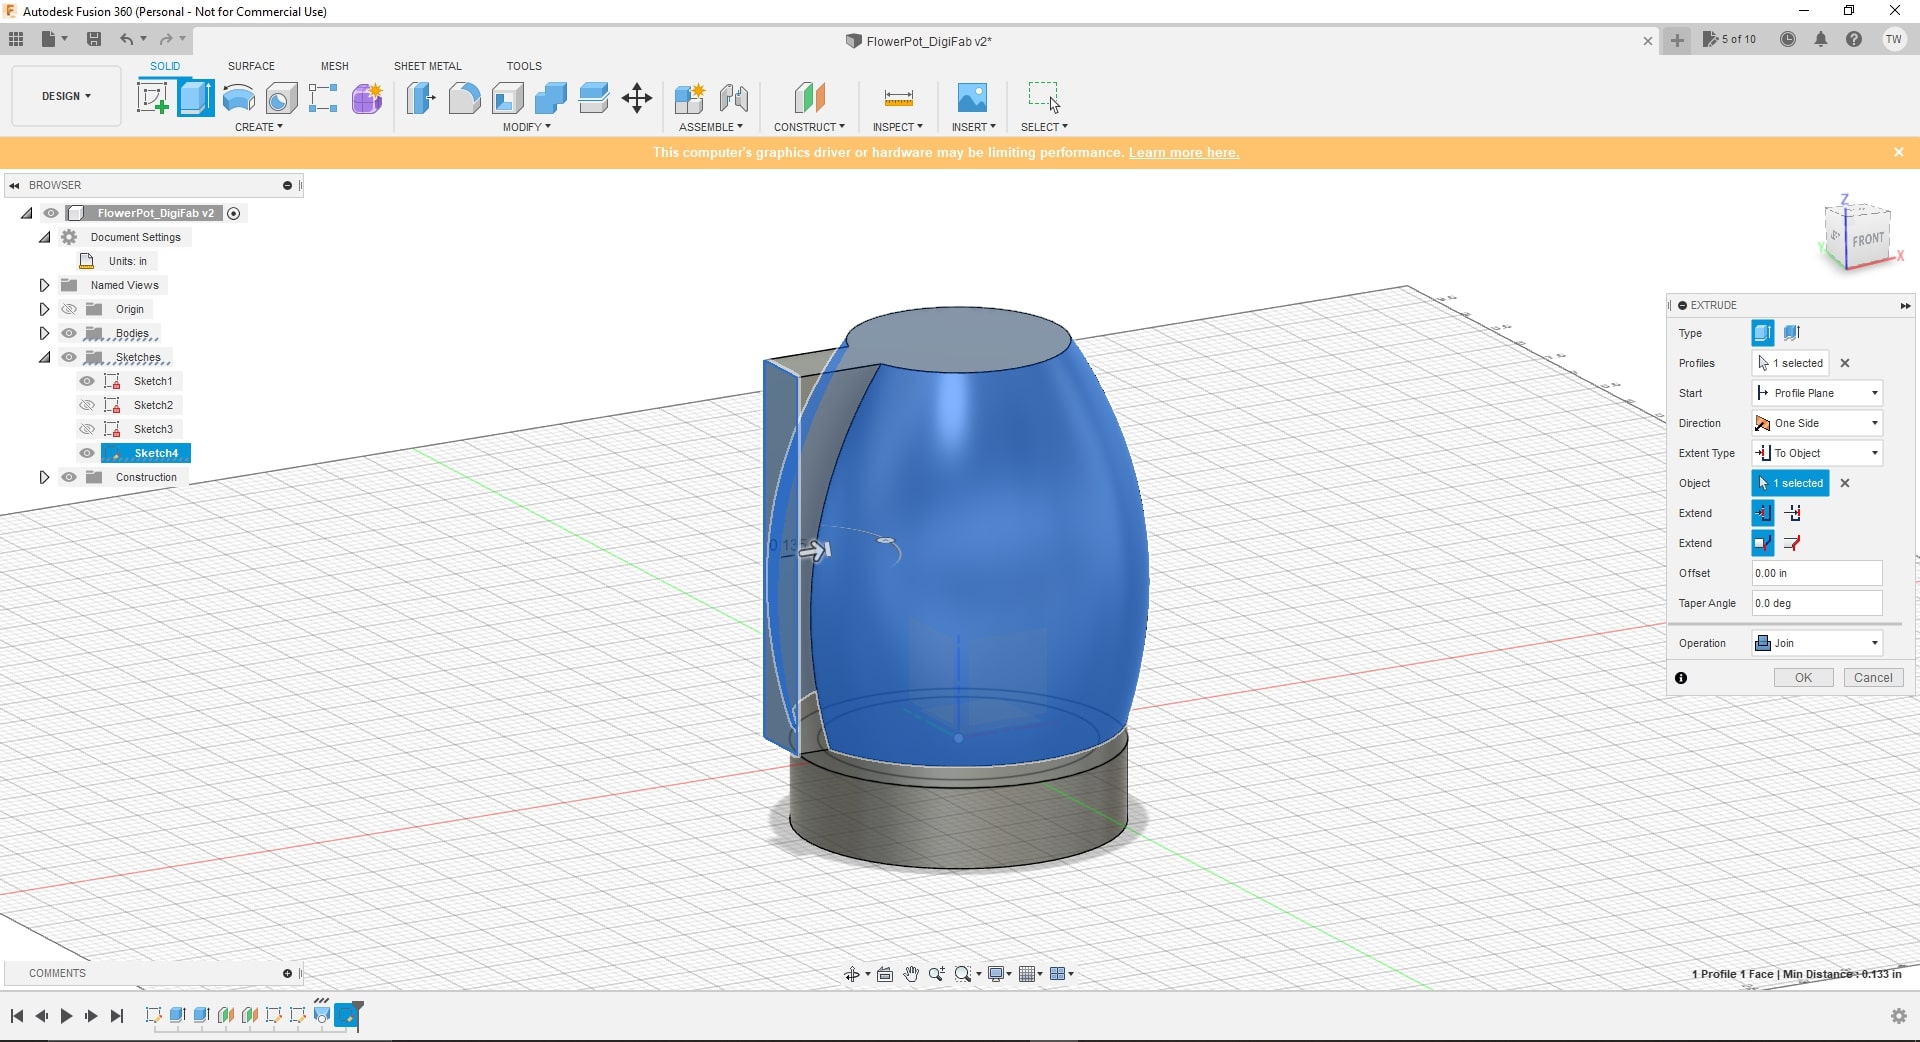 Autodesk Fusion 360 (Personal - Not for Commercial Use)
FlowerPot_DigiFab v2*
5 of 10
TW
DESIGN
SOLID
SURFACE
MESH
SHEET METAL
TOOLS
CREATE
MODIFY
ASSEMBLE
CONSTRUCT
INSPECT
INSERT
SELECT
This computer's graphics driver or hardware may be limiting performance. Learn more here.
BROWSER
FlowerPot_DigiFab v2
Document Settings
Units: in
Named Views
Origin
Bodies
Sketches
Sketch1
Sketch2
Sketch3
Sketch4
Construction
Z
Y
FRONT
X
EXTRUDE
Type
Profiles 1 selected
Start Profile Plane
Direction One Side
Extent Type To Object
Object 1 selected
Extend
Extend
Offset 0.00 in
Taper Angle 0.0 deg
Operation Join
OK Cancel
COMMENTS
1 Profile 1 Face | Min Distance : 0.133 in